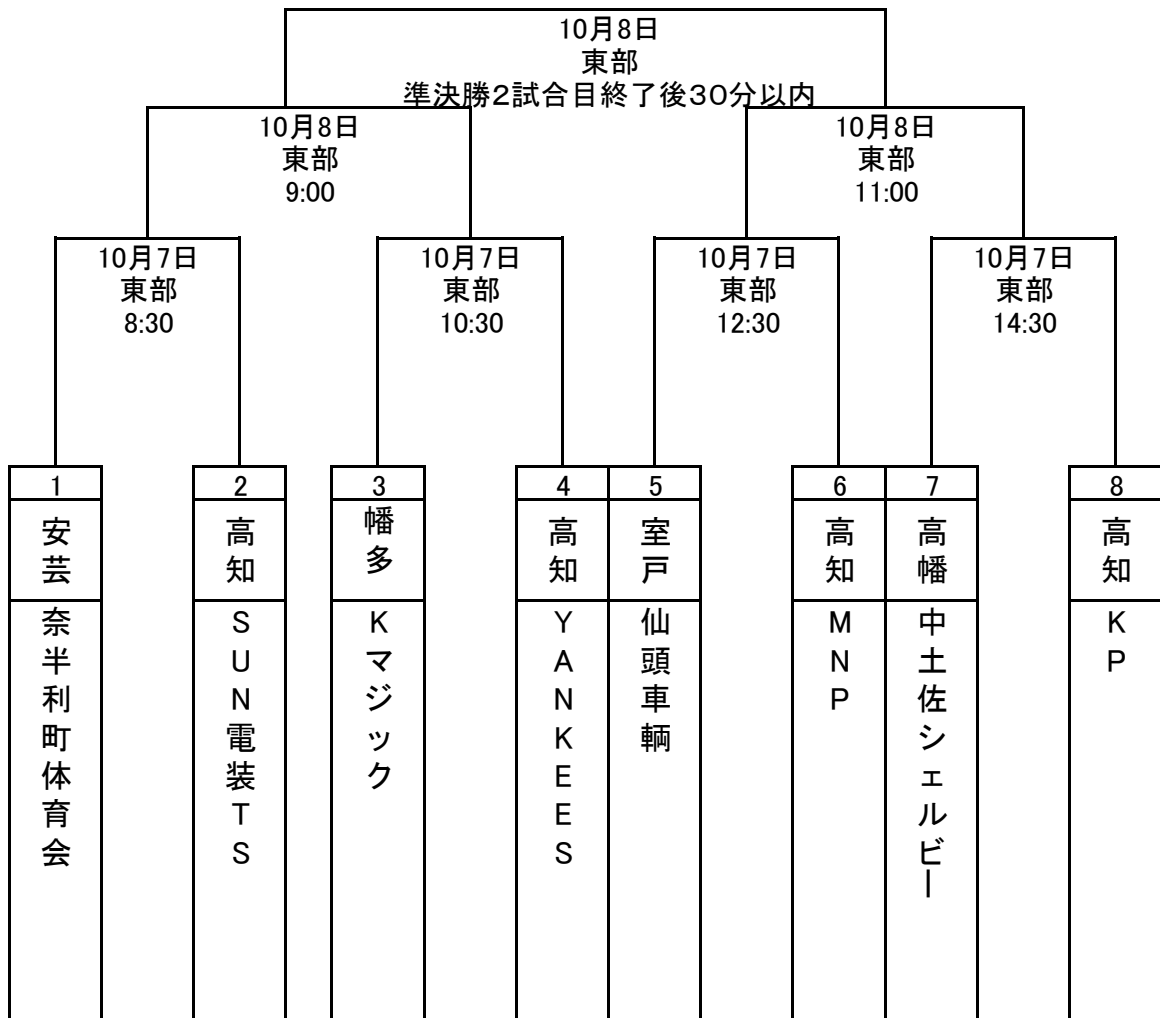 10月8日
東部
準決勝2試合目終了後30分以内
10月8日
東部
9:00
10月8日
東部
11:00
10月7日
東部
8:30
10月7日
東部
10:30
10月7日
東部
12:30
10月7日
東部
14:30
1
安芸
奈半利町体育会
2
高知
SUN電装TS
3
幡多
Kマジック
4
高知
YANKEES
5
室戸
仙頭車輌
6
高知
MNP
7
高幡
中土佐シェルビー
8
高知
KP